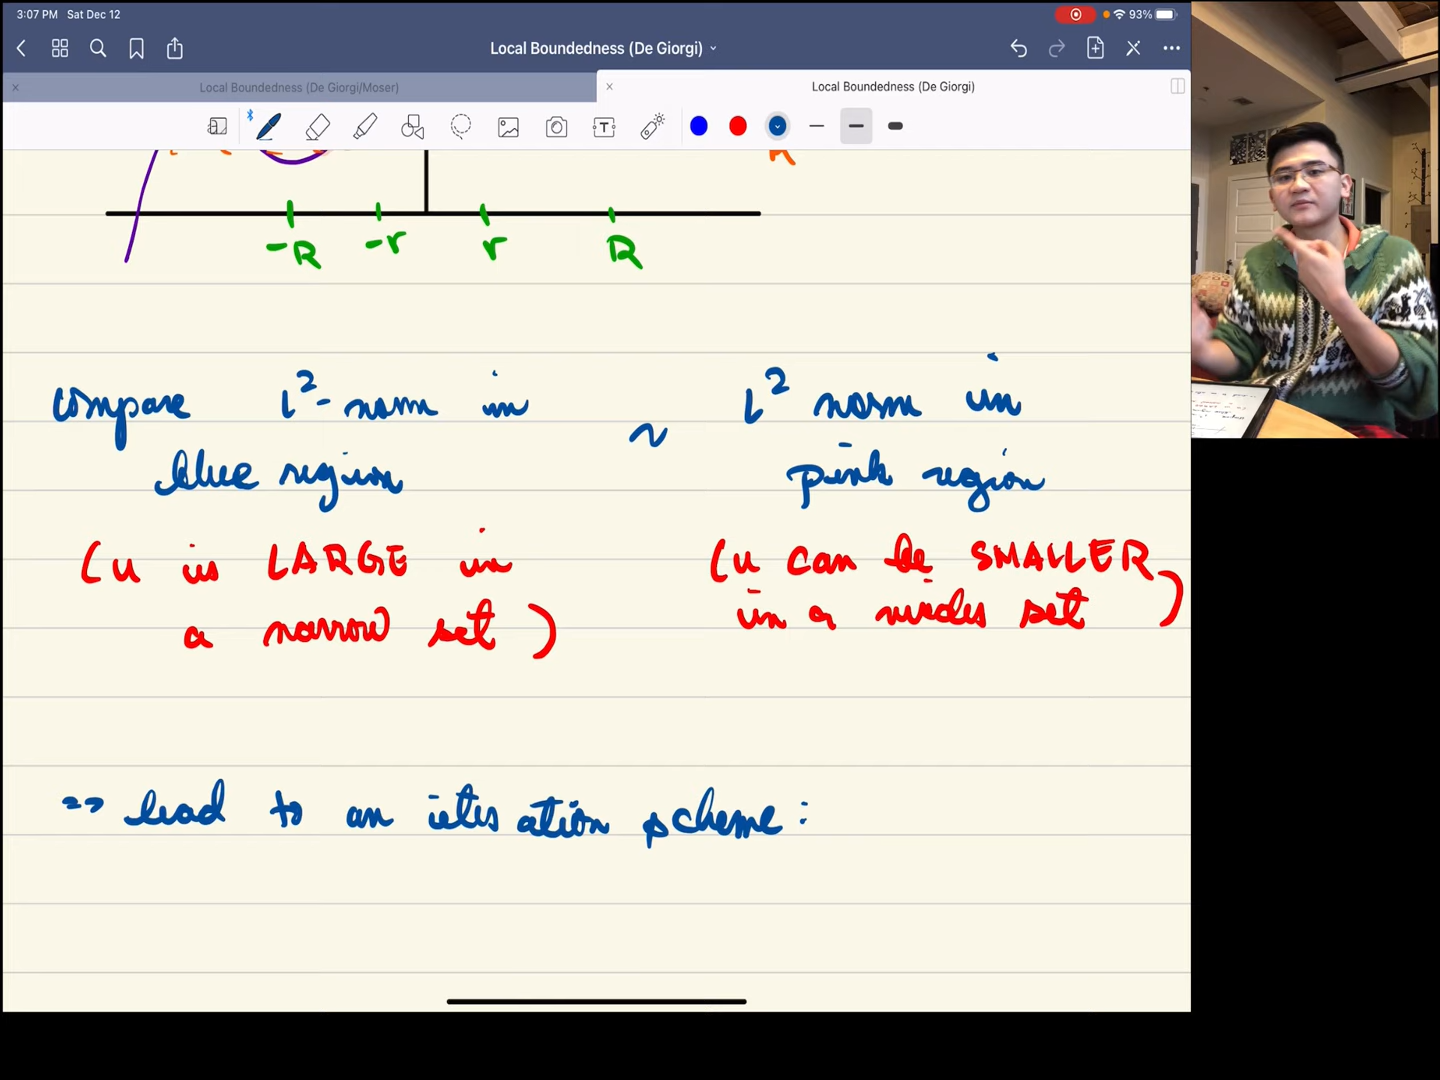 3:07 PM Sat Dec 12
93%
Local Boundedness (De Giorgi)
Local Boundedness (De Giorgi/Moser)
Local Boundedness (De Giorgi)
T
R
-R -r r R
compare L²-norm in ~ L² norm in
blue region pink region
(u is LARGE in (u can be SMALLER
a narrow set) in a wider set)
=> lead to an iteration scheme: